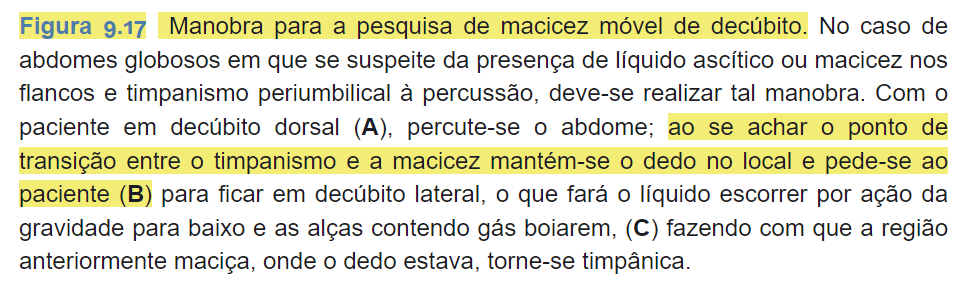 Figura 9.17 Manobra para a pesquisa de macicez móvel de decúbito. No caso de
abdomes globosos em que se suspeite da presença de líquido ascítico ou macicez nos
flancos e timpanismo periumbilical à percussão, deve-se realizar tal manobra. Com o
paciente em decúbito dorsal (A), percute-se o abdome; ao se achar o ponto de
transição entre o timpanismo e a macicez mantém-se o dedo no local e pede-se ao
paciente (B) para ficar em decúbito lateral, o que fará o líquido escorrer por ação da
gravidade para baixo e as alças contendo gás boiarem, (C) fazendo com que a região
anteriormente maciça, onde o dedo estava, torne-se timpânica.